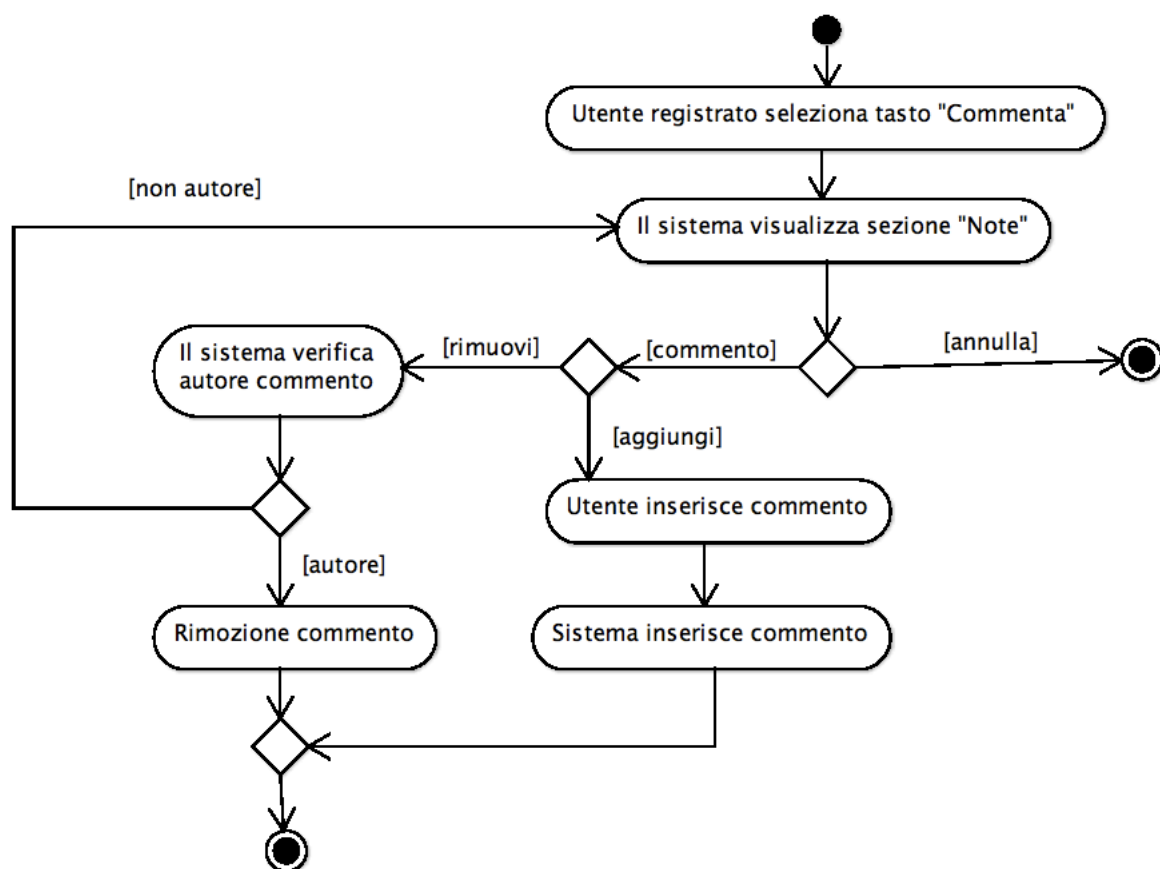 Utente registrato seleziona tasto "Commenta"
[non autore]
Il sistema visualizza sezione "Note"
Il sistema verifica
autore commento
[rimuovi]
[commento]
[annulla]
[aggiungi]
Utente inserisce commento
[autore]
Rimozione commento
Sistema inserisce commento